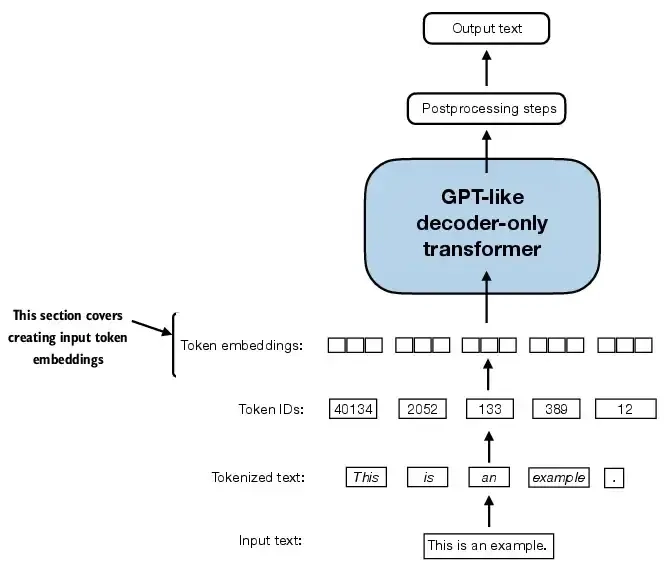 Output text
Postprocessing steps
GPT-like
decoder-only
transformer
This section covers
creating input token
embeddings
Token embeddings:
Token IDs: 40134 2052 133 389 12
Tokenized text: This is an example .
Input text: This is an example.